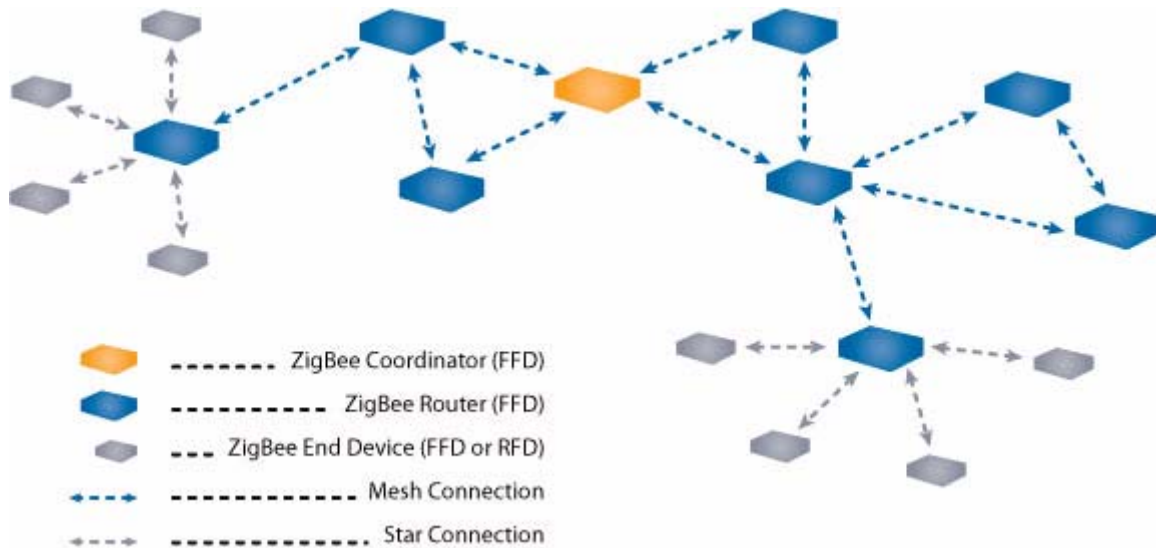 ZigBee Coordinator (FFD)
ZigBee Router (FFD)
ZigBee End Device (FFD or RFD)
Mesh Connection
Star Connection